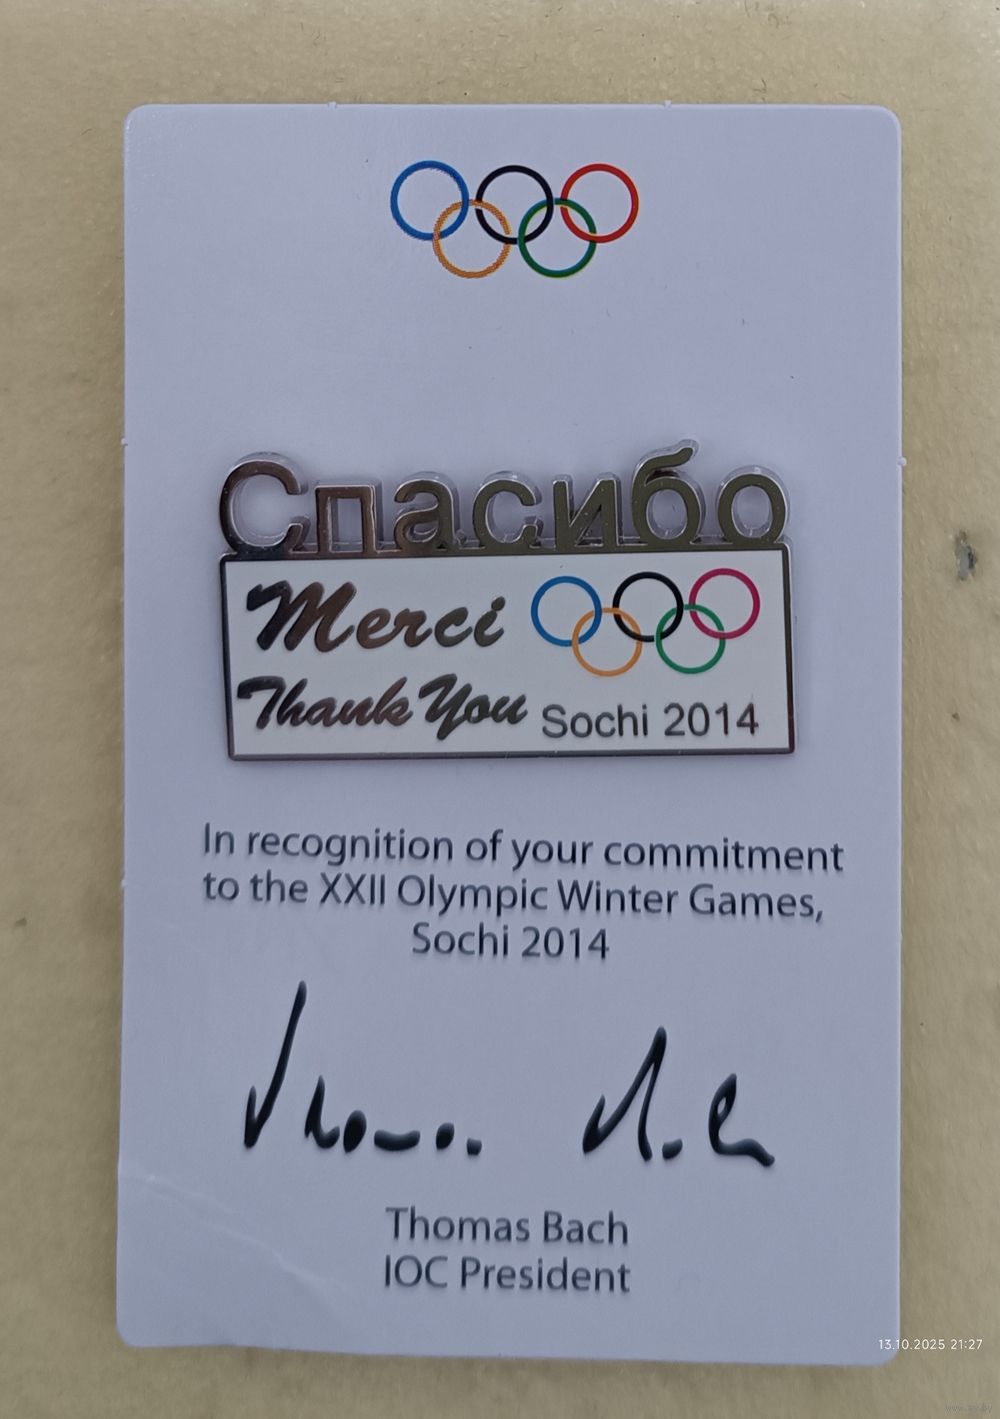 Спасибо
Merci
Thank You
Sochi 2014
In recognition of your commitment
to the XXII Olympic Winter Games,
Sochi 2014
Thomas Bach
IOC President
13.10.2025 21:27